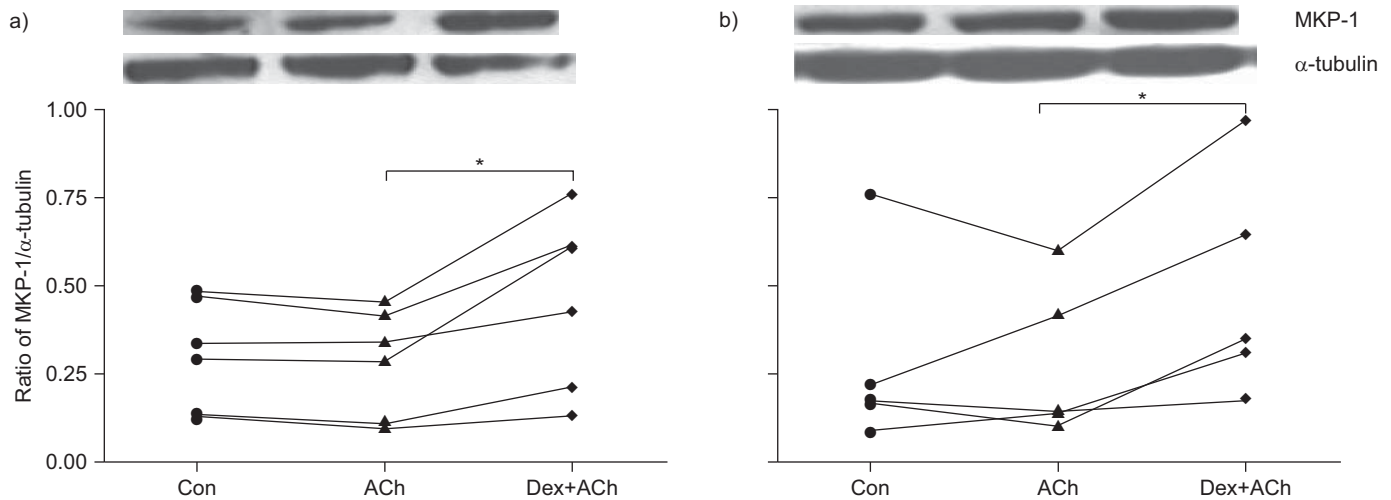 a)
b)
MKP-1
α-tubulin
Ratio of MKP-1/α-tubulin
1.00
0.75
0.50
0.25
0.00
*
*
Con
ACh
Dex+ACh
Con
ACh
Dex+ACh